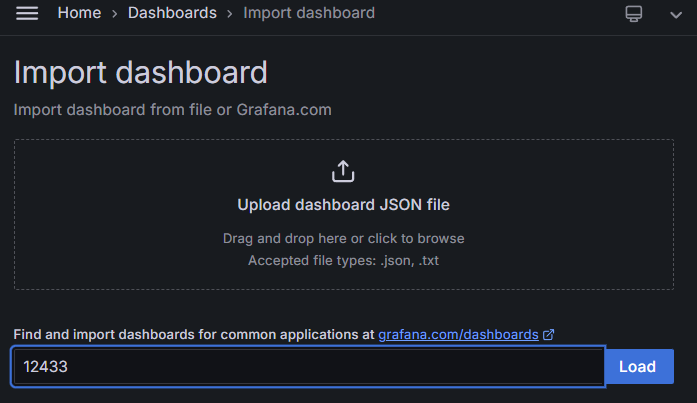 Home > Dashboards > Import dashboard
Import dashboard
Import dashboard from file or Grafana.com
Upload dashboard JSON file
Drag and drop here or click to browse
Accepted file types: .json, .txt
Find and import dashboards for common applications at grafana.com/dashboards
12433
Load